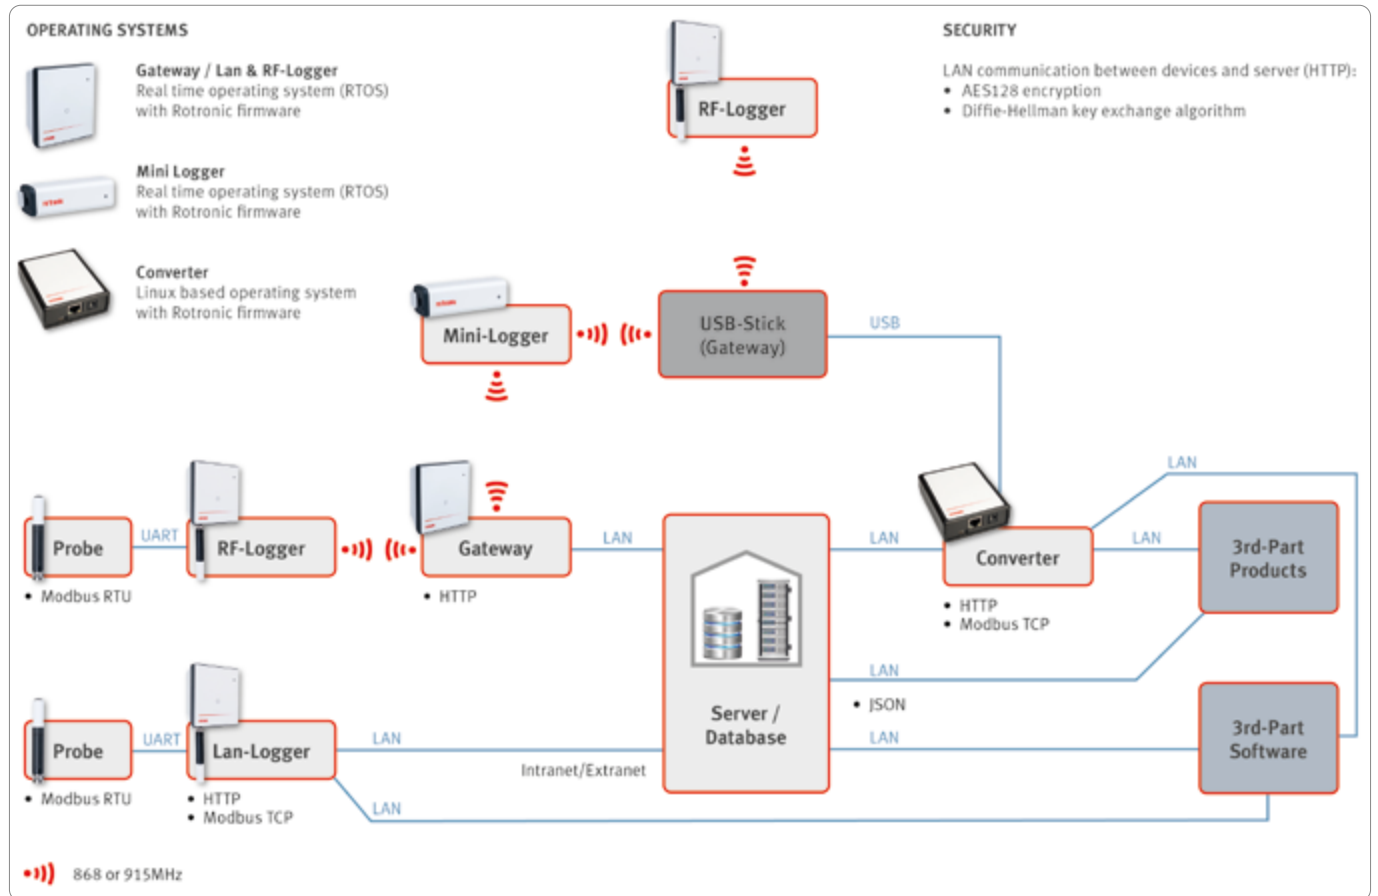 OPERATING SYSTEMS
Gateway / Lan & RF-Logger
Real time operating system (RTOS)
with Rotronic firmware
Mini Logger
Real time operating system (RTOS)
with Rotronic firmware
Converter
Linux based operating system
with Rotronic firmware
SECURITY
LAN communication between devices and server (HTTP):
• AES128 encryption
• Diffie-Hellman key exchange algorithm
RF-Logger
Mini-Logger
USB-Stick
(Gateway)
USB
Probe
• Modbus RTU
UART
RF-Logger
Gateway
• HTTP
LAN
Server /
Database
LAN
Converter
• HTTP
• Modbus TCP
LAN
LAN
3rd-Part
Products
LAN
• JSON
LAN
3rd-Part
Software
Probe
• Modbus RTU
UART
Lan-Logger
• HTTP
• Modbus TCP
LAN
Intranet/Extranet
LAN
868 or 915MHz